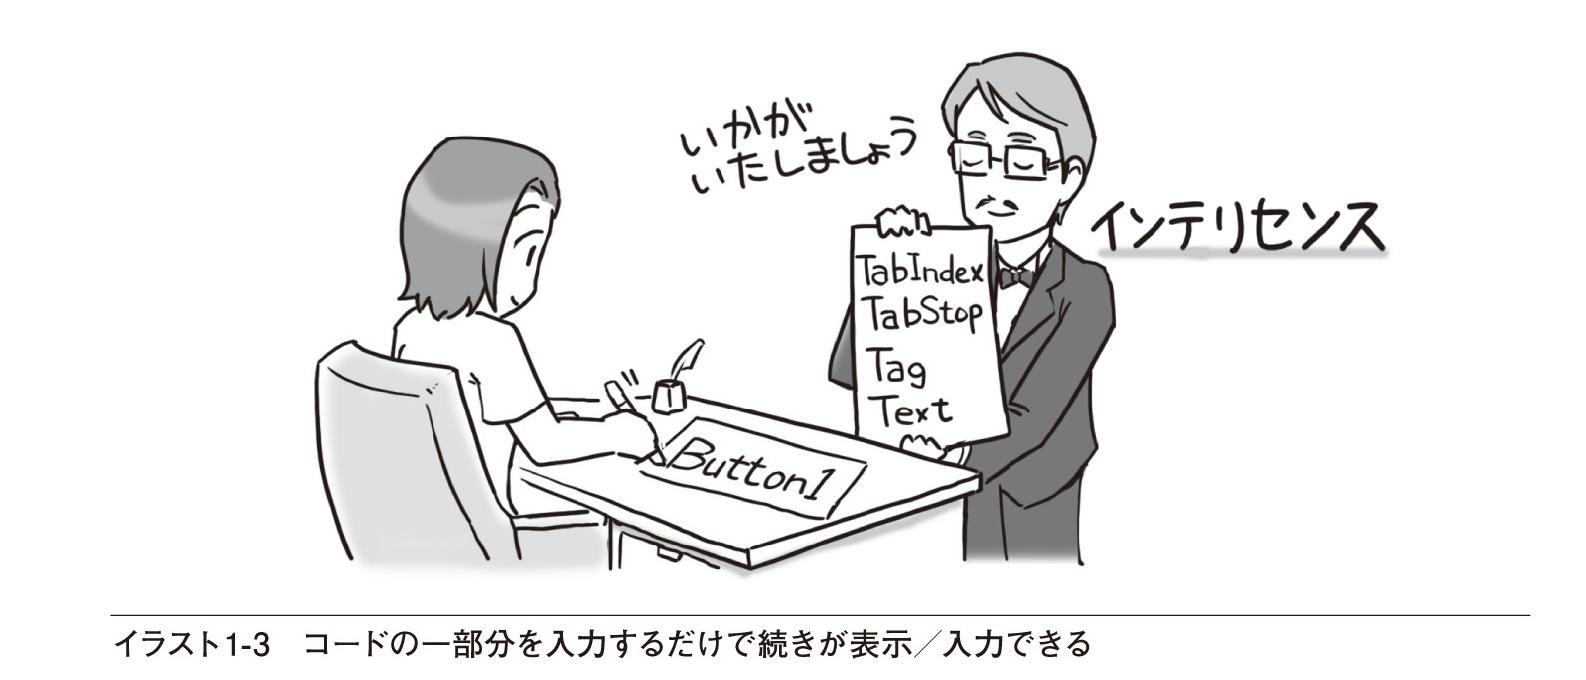 いかが
いたしましょう
インテリセンス
TabIndex
TabStop
Tag
Text
Button1
イラスト1-3　コードの一部分を入力するだけで続きが表示／入力できる